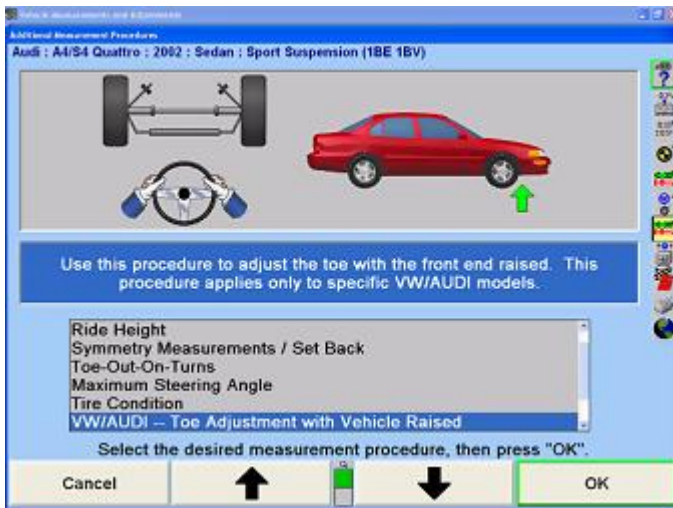 Vehicle Measurements and Adjustments
Additional Measurement Procedures
Audi : A4/S4 Quattro : 2002 : Sedan : Sport Suspension (1BE 1BV)
Use this procedure to adjust the toe with the front end raised. This
procedure applies only to specific VW/AUDI models.
Ride Height
Symmetry Measurements / Set Back
Toe-Out-On-Turns
Maximum Steering Angle
Tire Condition
VW/AUDI -- Toe Adjustment with Vehicle Raised
Select the desired measurement procedure, then press "OK".
Cancel
OK